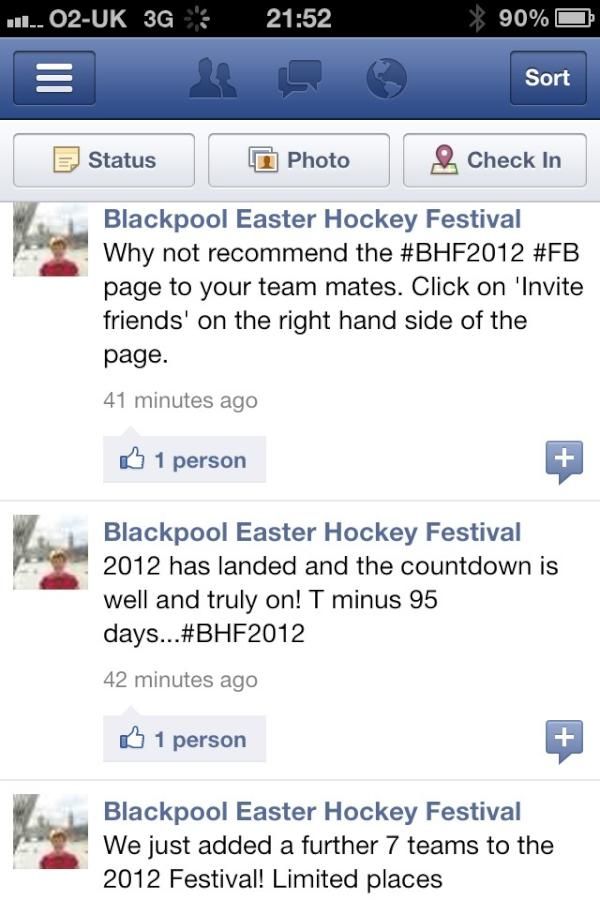 O2-UK 3G 21:52 90%
Sort
Status Photo Check In
Blackpool Easter Hockey Festival
Why not recommend the #BHF2012 #FB
page to your team mates. Click on 'Invite
friends' on the right hand side of the
page.
41 minutes ago
1 person
Blackpool Easter Hockey Festival
2012 has landed and the countdown is
well and truly on! T minus 95
days...#BHF2012
42 minutes ago
1 person
Blackpool Easter Hockey Festival
We just added a further 7 teams to the
2012 Festival! Limited places